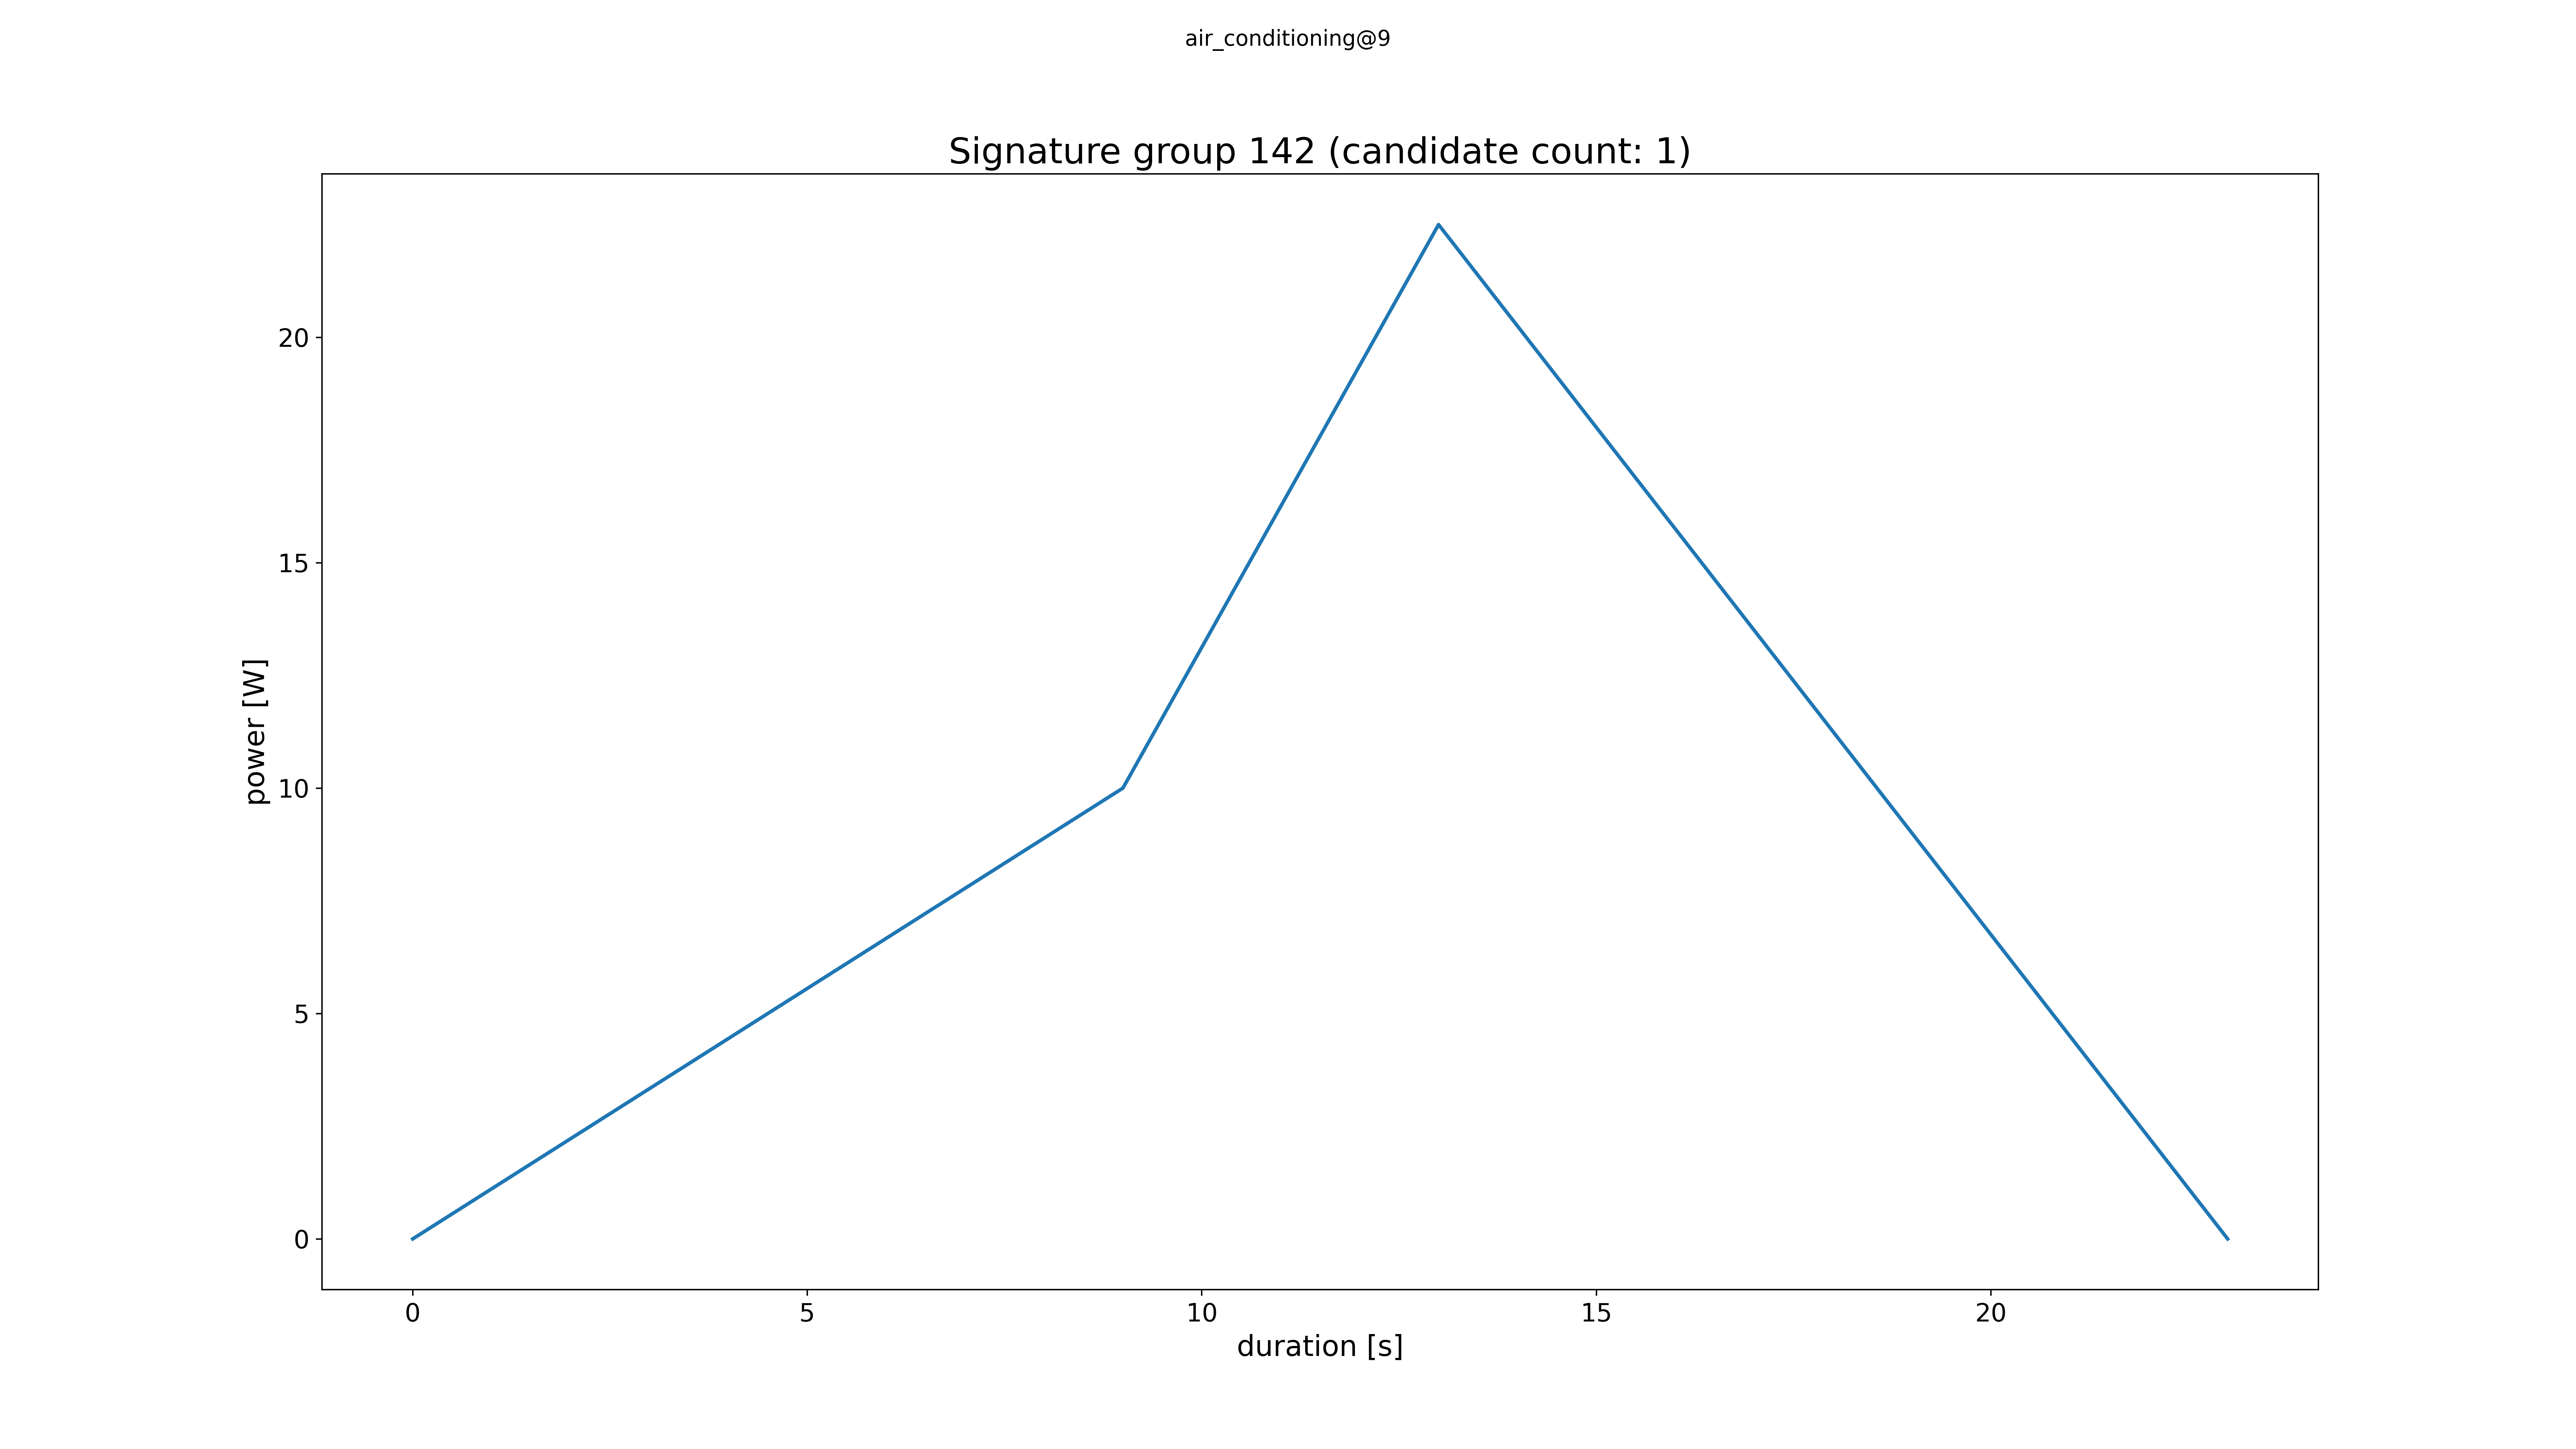 air_conditioning@9
Signature group 142 (candidate count: 1)
20
15
10
5
0
power [W]
0 5 10 15 20
duration [s]